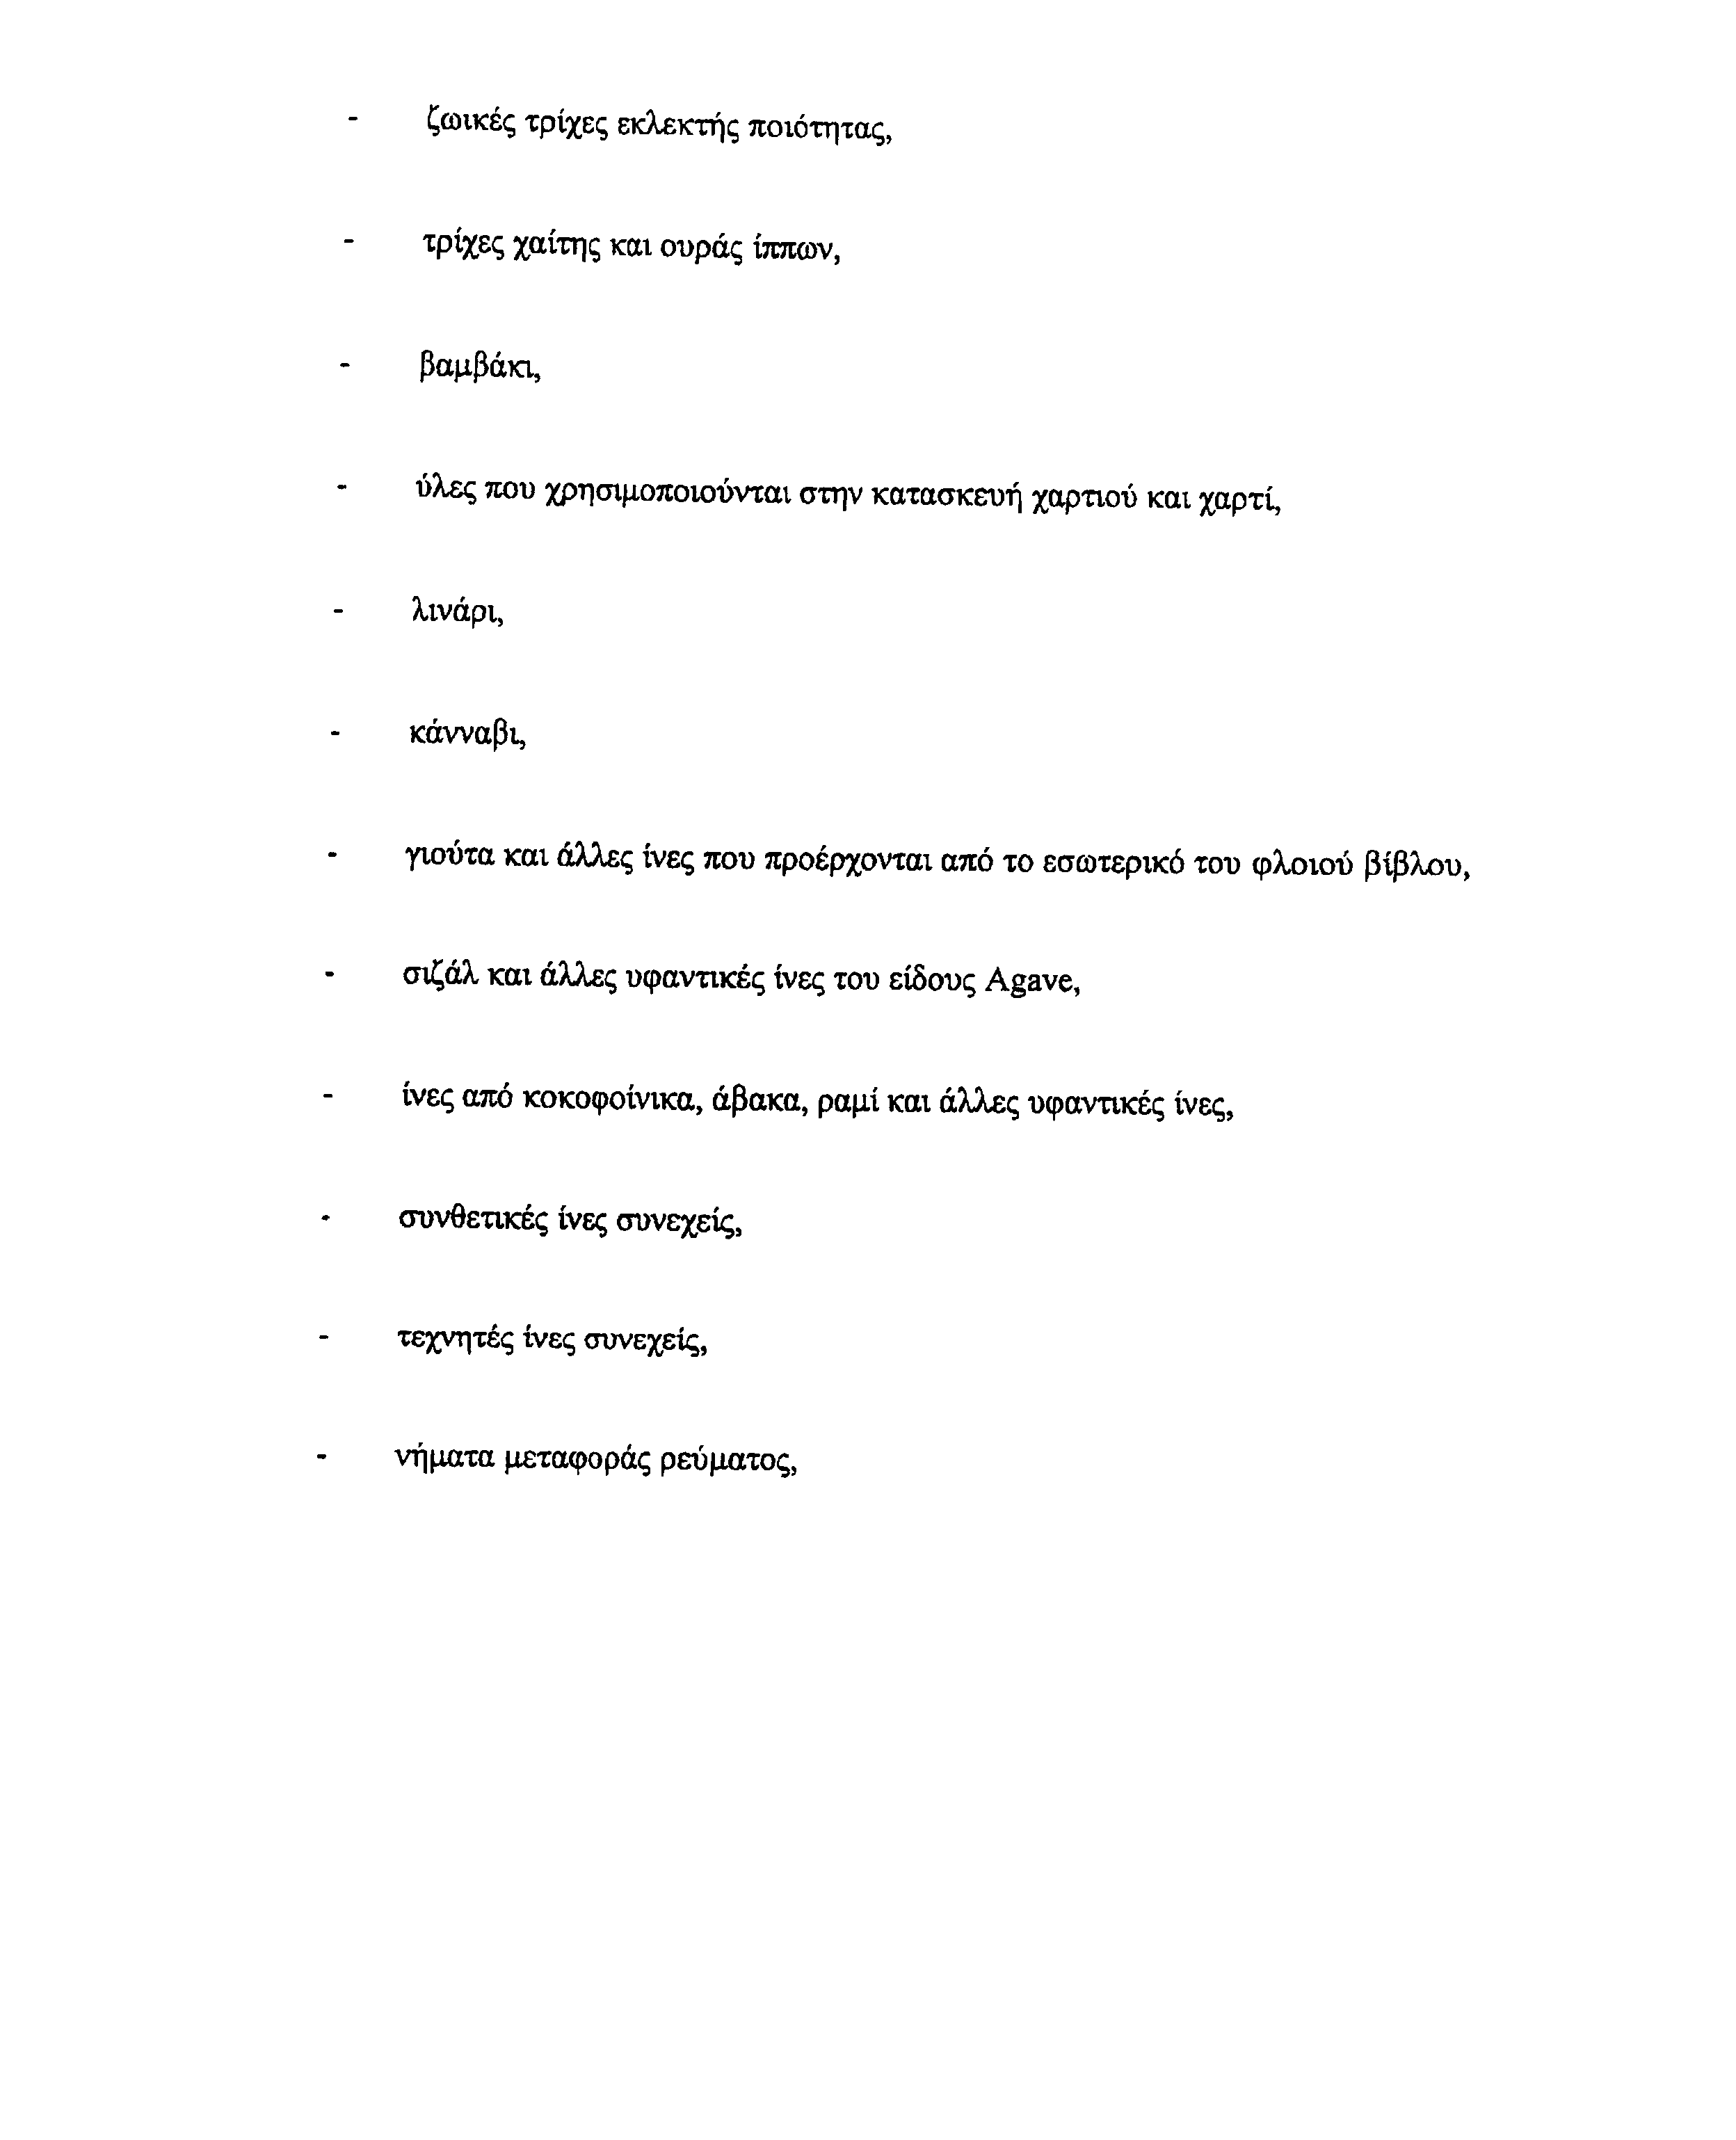 - ζωικές τρίχες εκλεκτής ποιότητας,
- τρίχες χαίτης και ουράς ίππων,
- βαμβάκι,
- ύλες που χρησιμοποιούνται στην κατασκευή χαρτιού και χαρτί,
- λινάρι,
- κάνναβι,
- γιούτα και άλλες ίνες που προέρχονται από το εσωτερικό του φλοιού βίβλου,
- σιζάλ και άλλες υφαντικές ίνες του είδους Agave,
- ίνες από κοκοφοίνικα, άβακα, ραμί και άλλες υφαντικές ίνες,
- συνθετικές ίνες συνεχείς,
- τεχνητές ίνες συνεχείς,
- νήματα μεταφοράς ρεύματος,